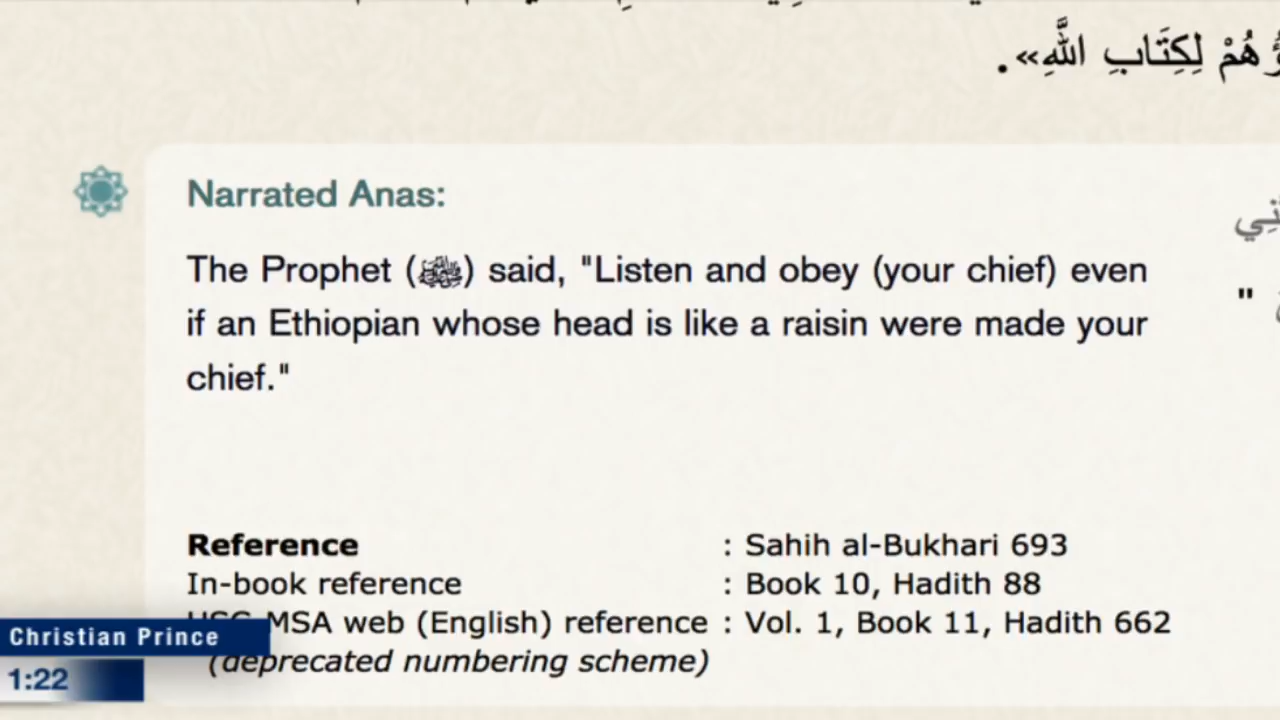 هُمْ لِكِتَابِ اللَّهِ».
Narrated Anas:
The Prophet (ﷺ) said, "Listen and obey (your chief) even
if an Ethiopian whose head is like a raisin were made your
chief."
"
Reference : Sahih al-Bukhari 693
In-book reference : Book 10, Hadith 88
USC-MSA web (English) reference : Vol. 1, Book 11, Hadith 662
(deprecated numbering scheme)
Christian Prince
1:22